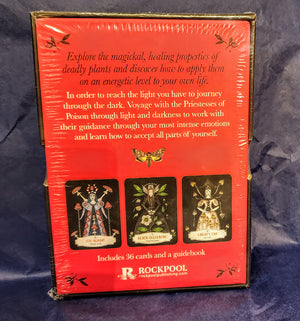 Explore the magickal, healing properties of
deadly plants and discover how to apply them
on an energetic level to your own life.
In order to reach the light you have to journey
through the dark. Voyage with the Priestesses of
Poison through light and darkness to work with
their guidance through your most intense emotions
and learn how to accept all parts of yourself.
Includes 36 cards and a guidebook
R ROCKPOOL
rockpoolpublishing.com